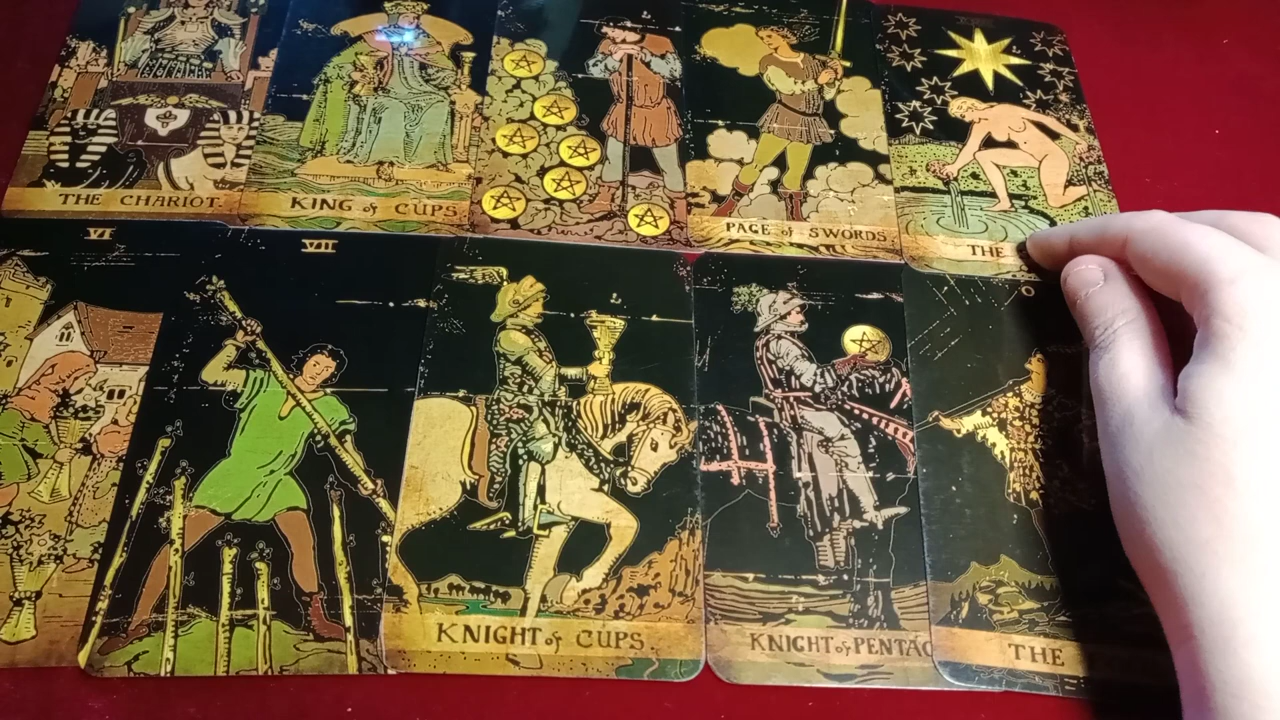 THE CHARIOT.
KING of CUPS
PAGE of SWORDS.
THE
VI
VII
O
KNIGHT of CUPS.
KNIGHT of PENTAC
THE